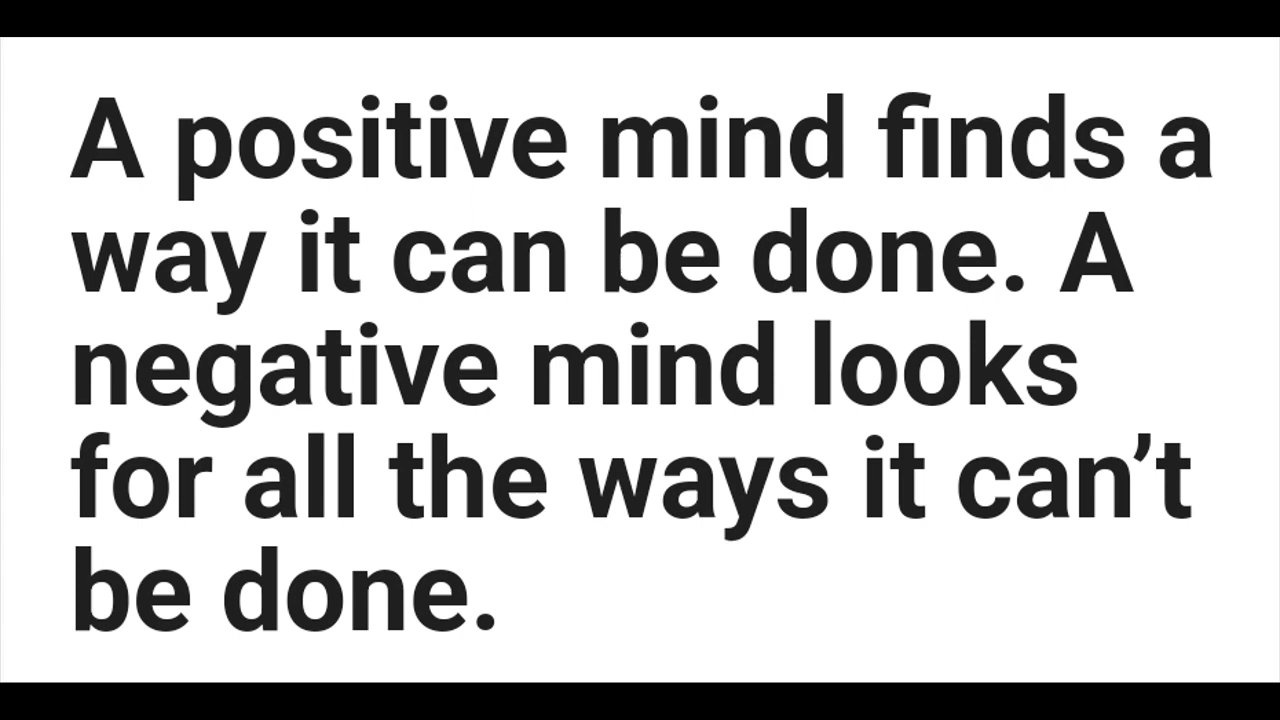 A positive mind finds a
way it can be done. A
negative mind looks
for all the ways it can’t
be done.